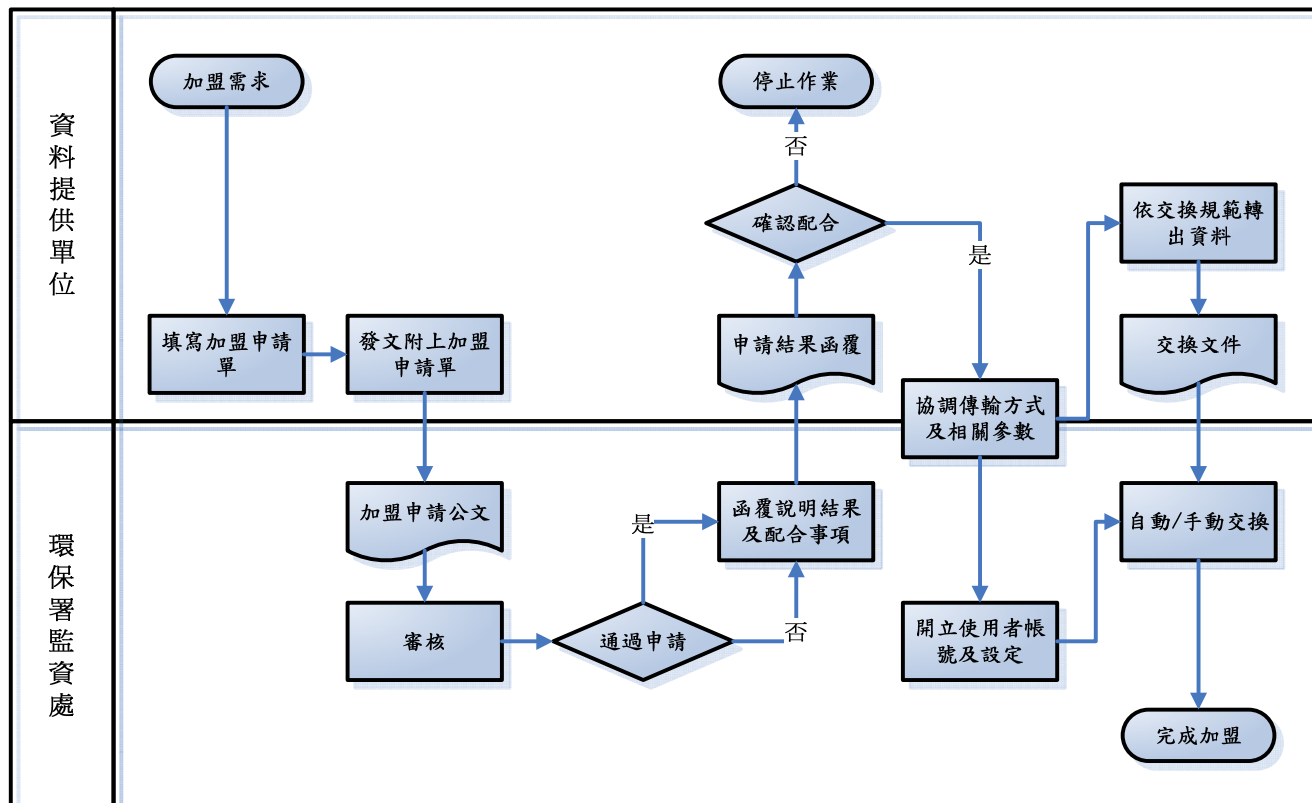 資料提供單位
加盟需求
填寫加盟申請
單
發文附上加盟
申請單
停止作業
否
確認配合
是
申請結果函覆
依交換規範轉
出資料
交換文件
協調傳輸方式
及相關參數
環保署監資處
加盟申請公文
審核
通過申請
是
否
函覆說明結果
及配合事項
開立使用者帳
號及設定
自動/手動交換
完成加盟